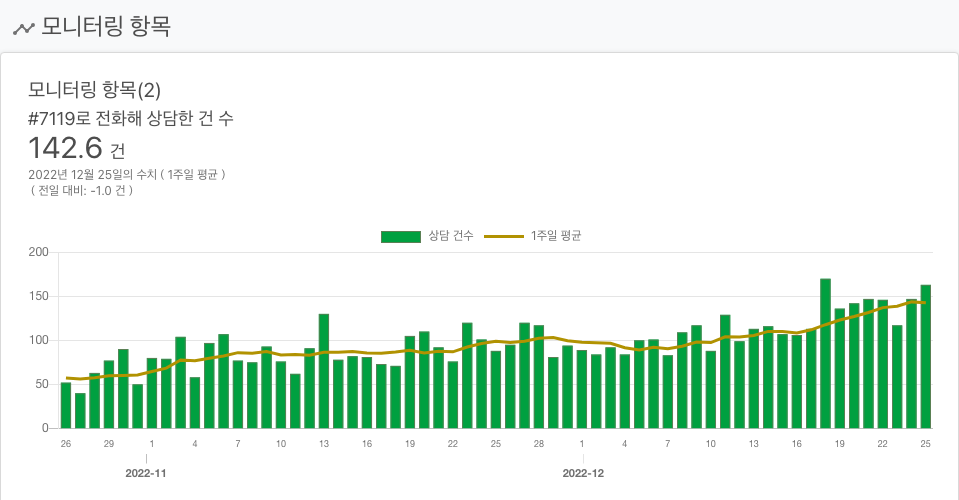 모니터링 항목
모니터링 항목(2)
#7119로 전화해 상담한 건 수
142.6 건
2022년 12월 25일의 수치 ( 1주일 평균 )
( 전일 대비: -1.0 건 )
상담 건수 1주일 평균
200
150
100
50
0
26 29 1 4 7 10 13 16 19 22 25 28 1 4 7 10 13 16 19 22 25
2022-11 2022-12